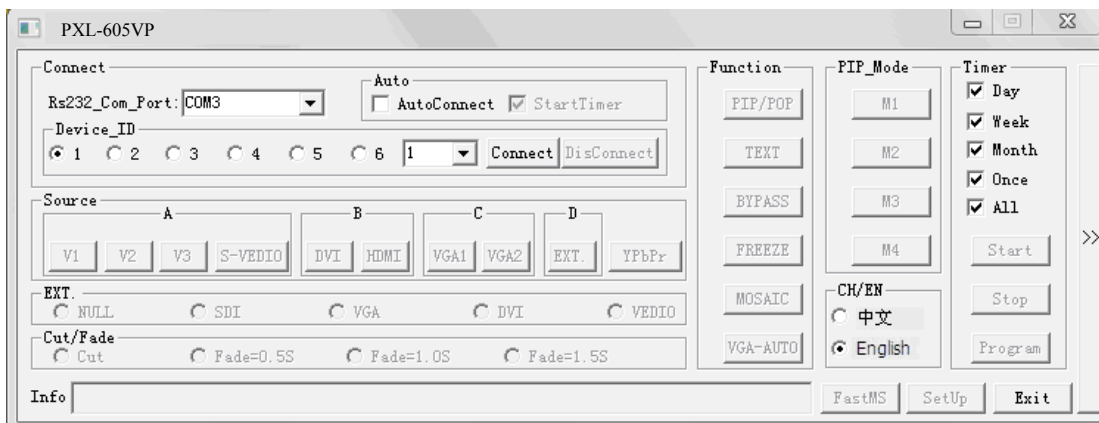 PXL-605VP
Connect
Rs232_Com_Port: COM3
Auto
AutoConnect StartTimer
Device_ID
1 2 3 4 5 6 1 Connect DisConnect
Source
A B C D
V1 V2 V3 S-VEDIO DVI HDMI VGA1 VGA2 EXT. YPbPr
EXT.
NULL SDI VGA DVI VEDIO
Cut/Fade
Cut Fade=0.5S Fade=1.0S Fade=1.5S
Function
PIP/POP
TEXT
BYPASS
FREEZE
MOSAIC
VGA-AUTO
PIP_Mode
M1
M2
M3
M4
CH/EN
中文
English
Timer
Day
Week
Month
Once
All
Start
Stop
Program
>>
Info
FastMS SetUp Exit